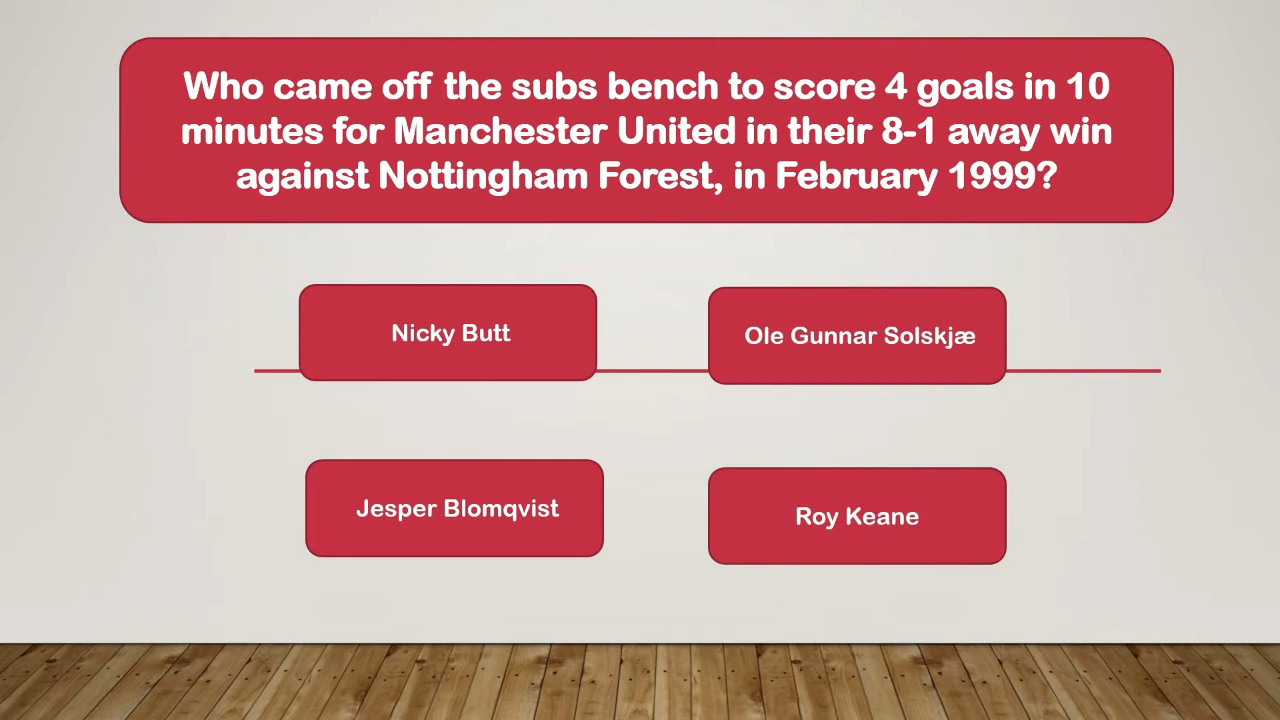 Who came off the subs bench to score 4 goals in 10
minutes for Manchester United in their 8-1 away win
against Nottingham Forest, in February 1999?
Nicky Butt
Ole Gunnar Solskjæ
Jesper Blomqvist
Roy Keane